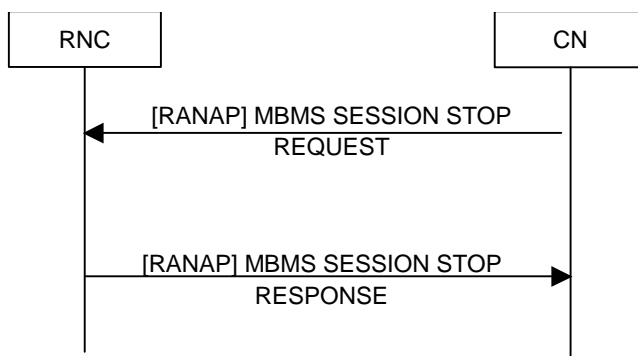 RNC
CN
[RANAP] MBMS SESSION STOP
REQUEST
[RANAP] MBMS SESSION STOP
RESPONSE